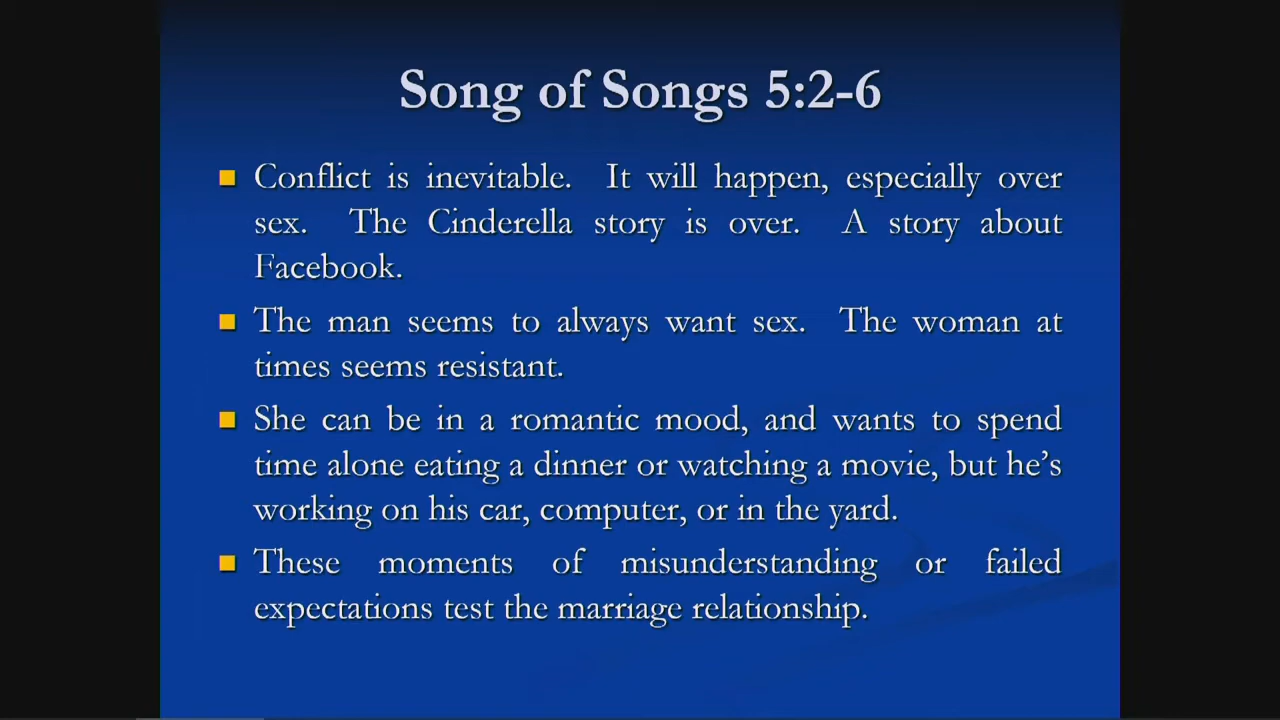 Song of Songs 5:2-6
Conflict is inevitable. It will happen, especially over
sex. The Cinderella story is over. A story about
Facebook.
The man seems to always want sex. The woman at
times seems resistant.
She can be in a romantic mood, and wants to spend
time alone eating a dinner or watching a movie, but he's
working on his car, computer, or in the yard.
These moments of misunderstanding or failed
expectations test the marriage relationship.